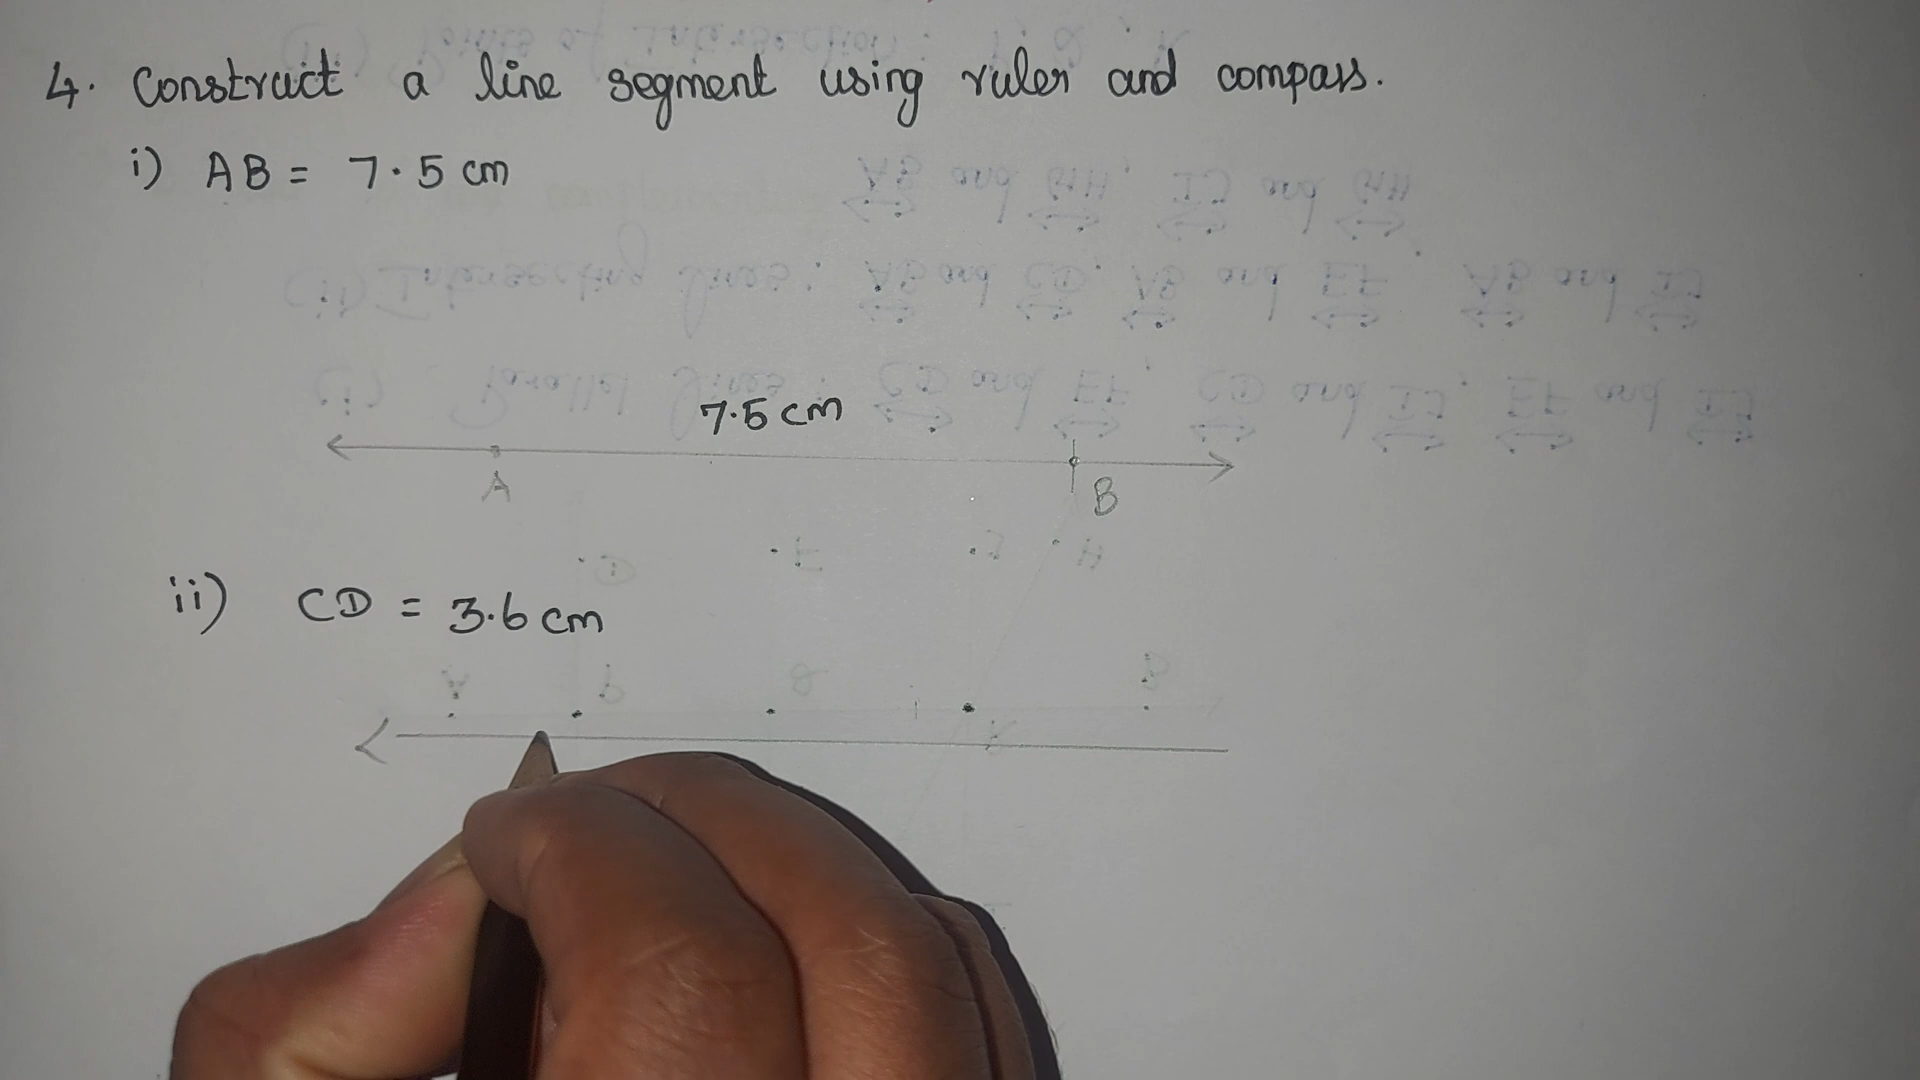 4. Construct a line segment using ruler and compass.
i) AB = 7.5 cm
7.5 cm
A B
ii) CD = 3.6 cm